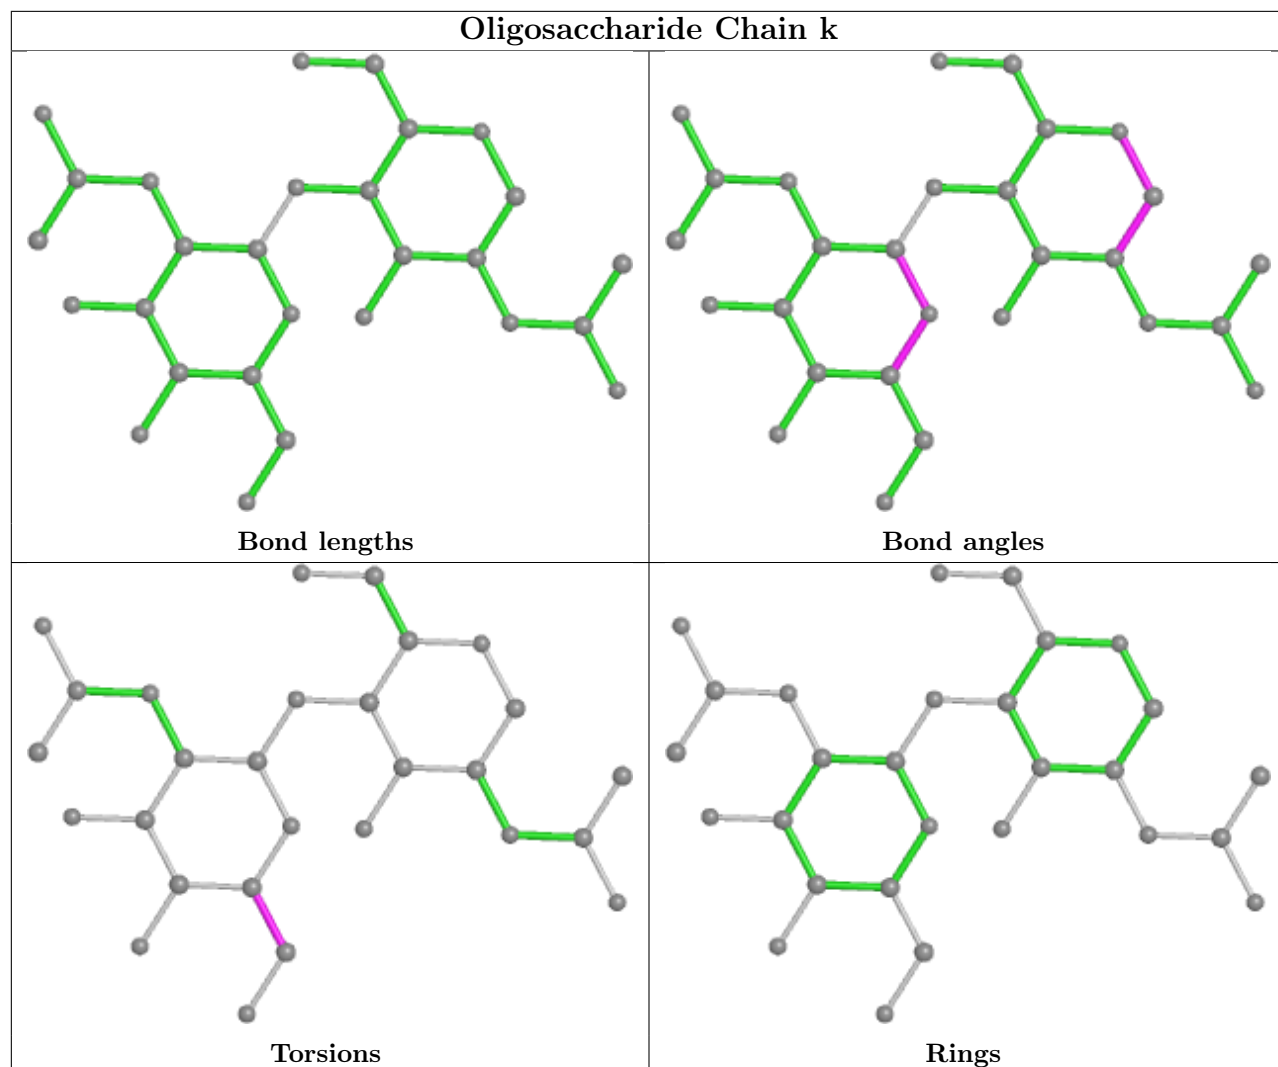 Oligosaccharide Chain k
Bond lengths
Bond angles
Torsions
Rings